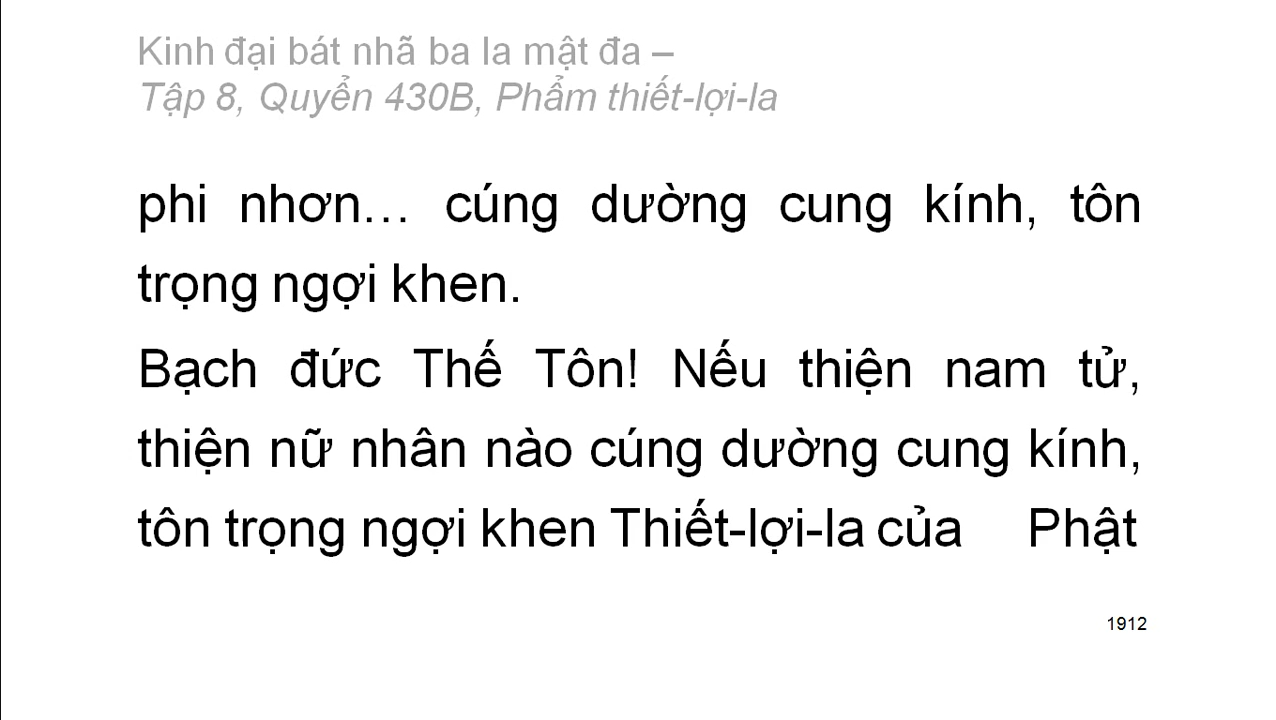 Kinh đại bát nhã ba la mật đa –
Tập 8, Quyển 430B, Phẩm thiết-lợi-la
phi nhơn… cúng dường cung kính, tôn
trọng ngợi khen.
Bạch đức Thế Tôn! Nếu thiện nam tử,
thiện nữ nhân nào cúng dường cung kính,
tôn trọng ngợi khen Thiết-lợi-la của Phật
1912